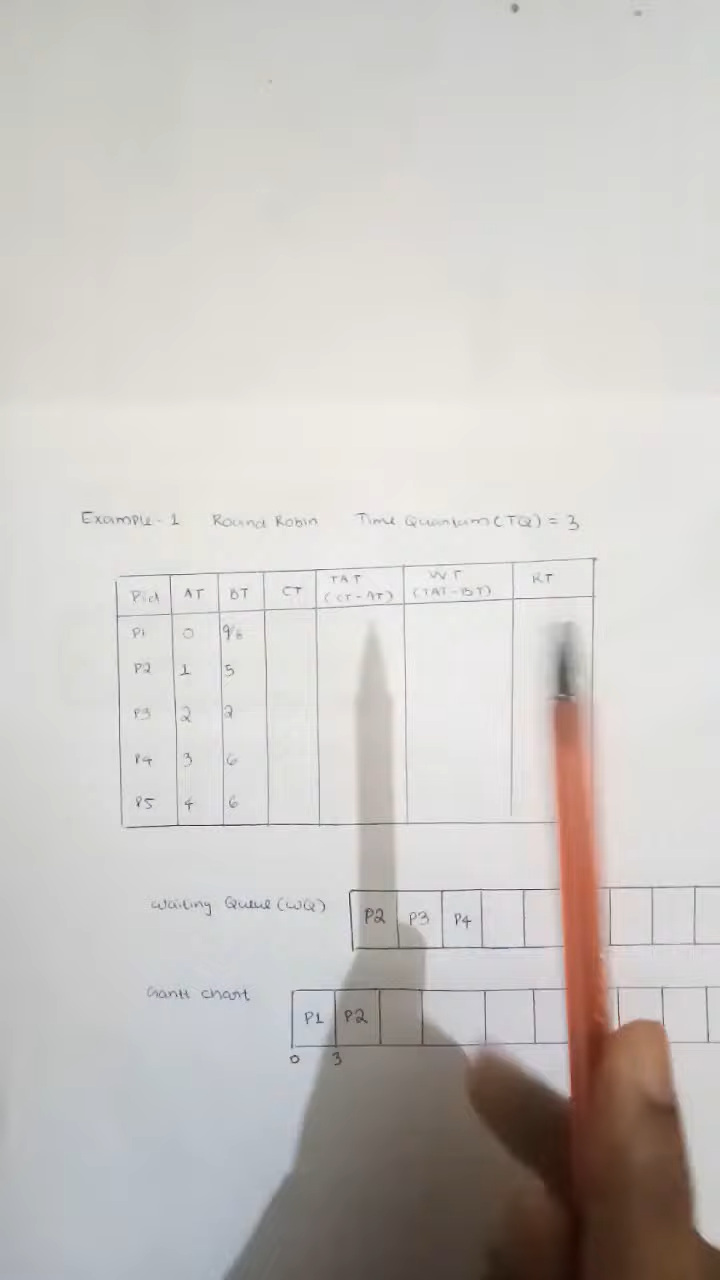 Example-1 Round Robin Time Quantum(TQ) = 3
Pid AT BT CT TAT (CT-AT) WT (TAT-BT) RT
P1 0 9/6
P2 1 5
P3 2 2
P4 3 6
P5 4 6
Waiting Queue(WQ) P2 P3 P4
Gantt chart P1 P2
0 3